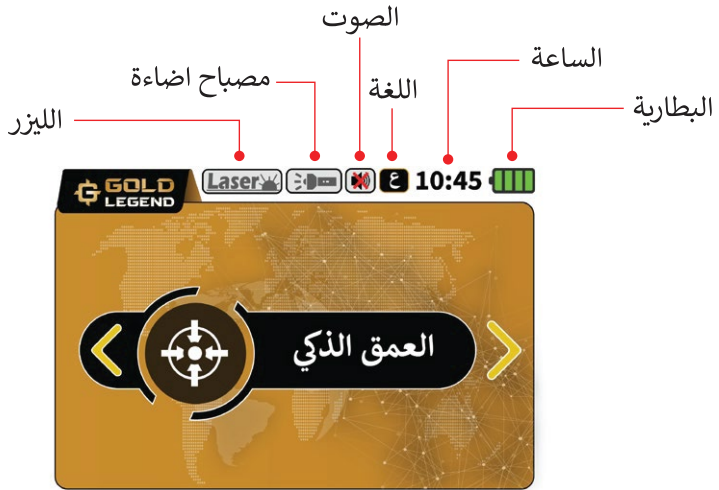 الصوت
الساعة
مصباح اضاءة
اللغة
البطارية
الليزر
GOLD
LEGEND
Laser
ع
10:45
العمق الذكي